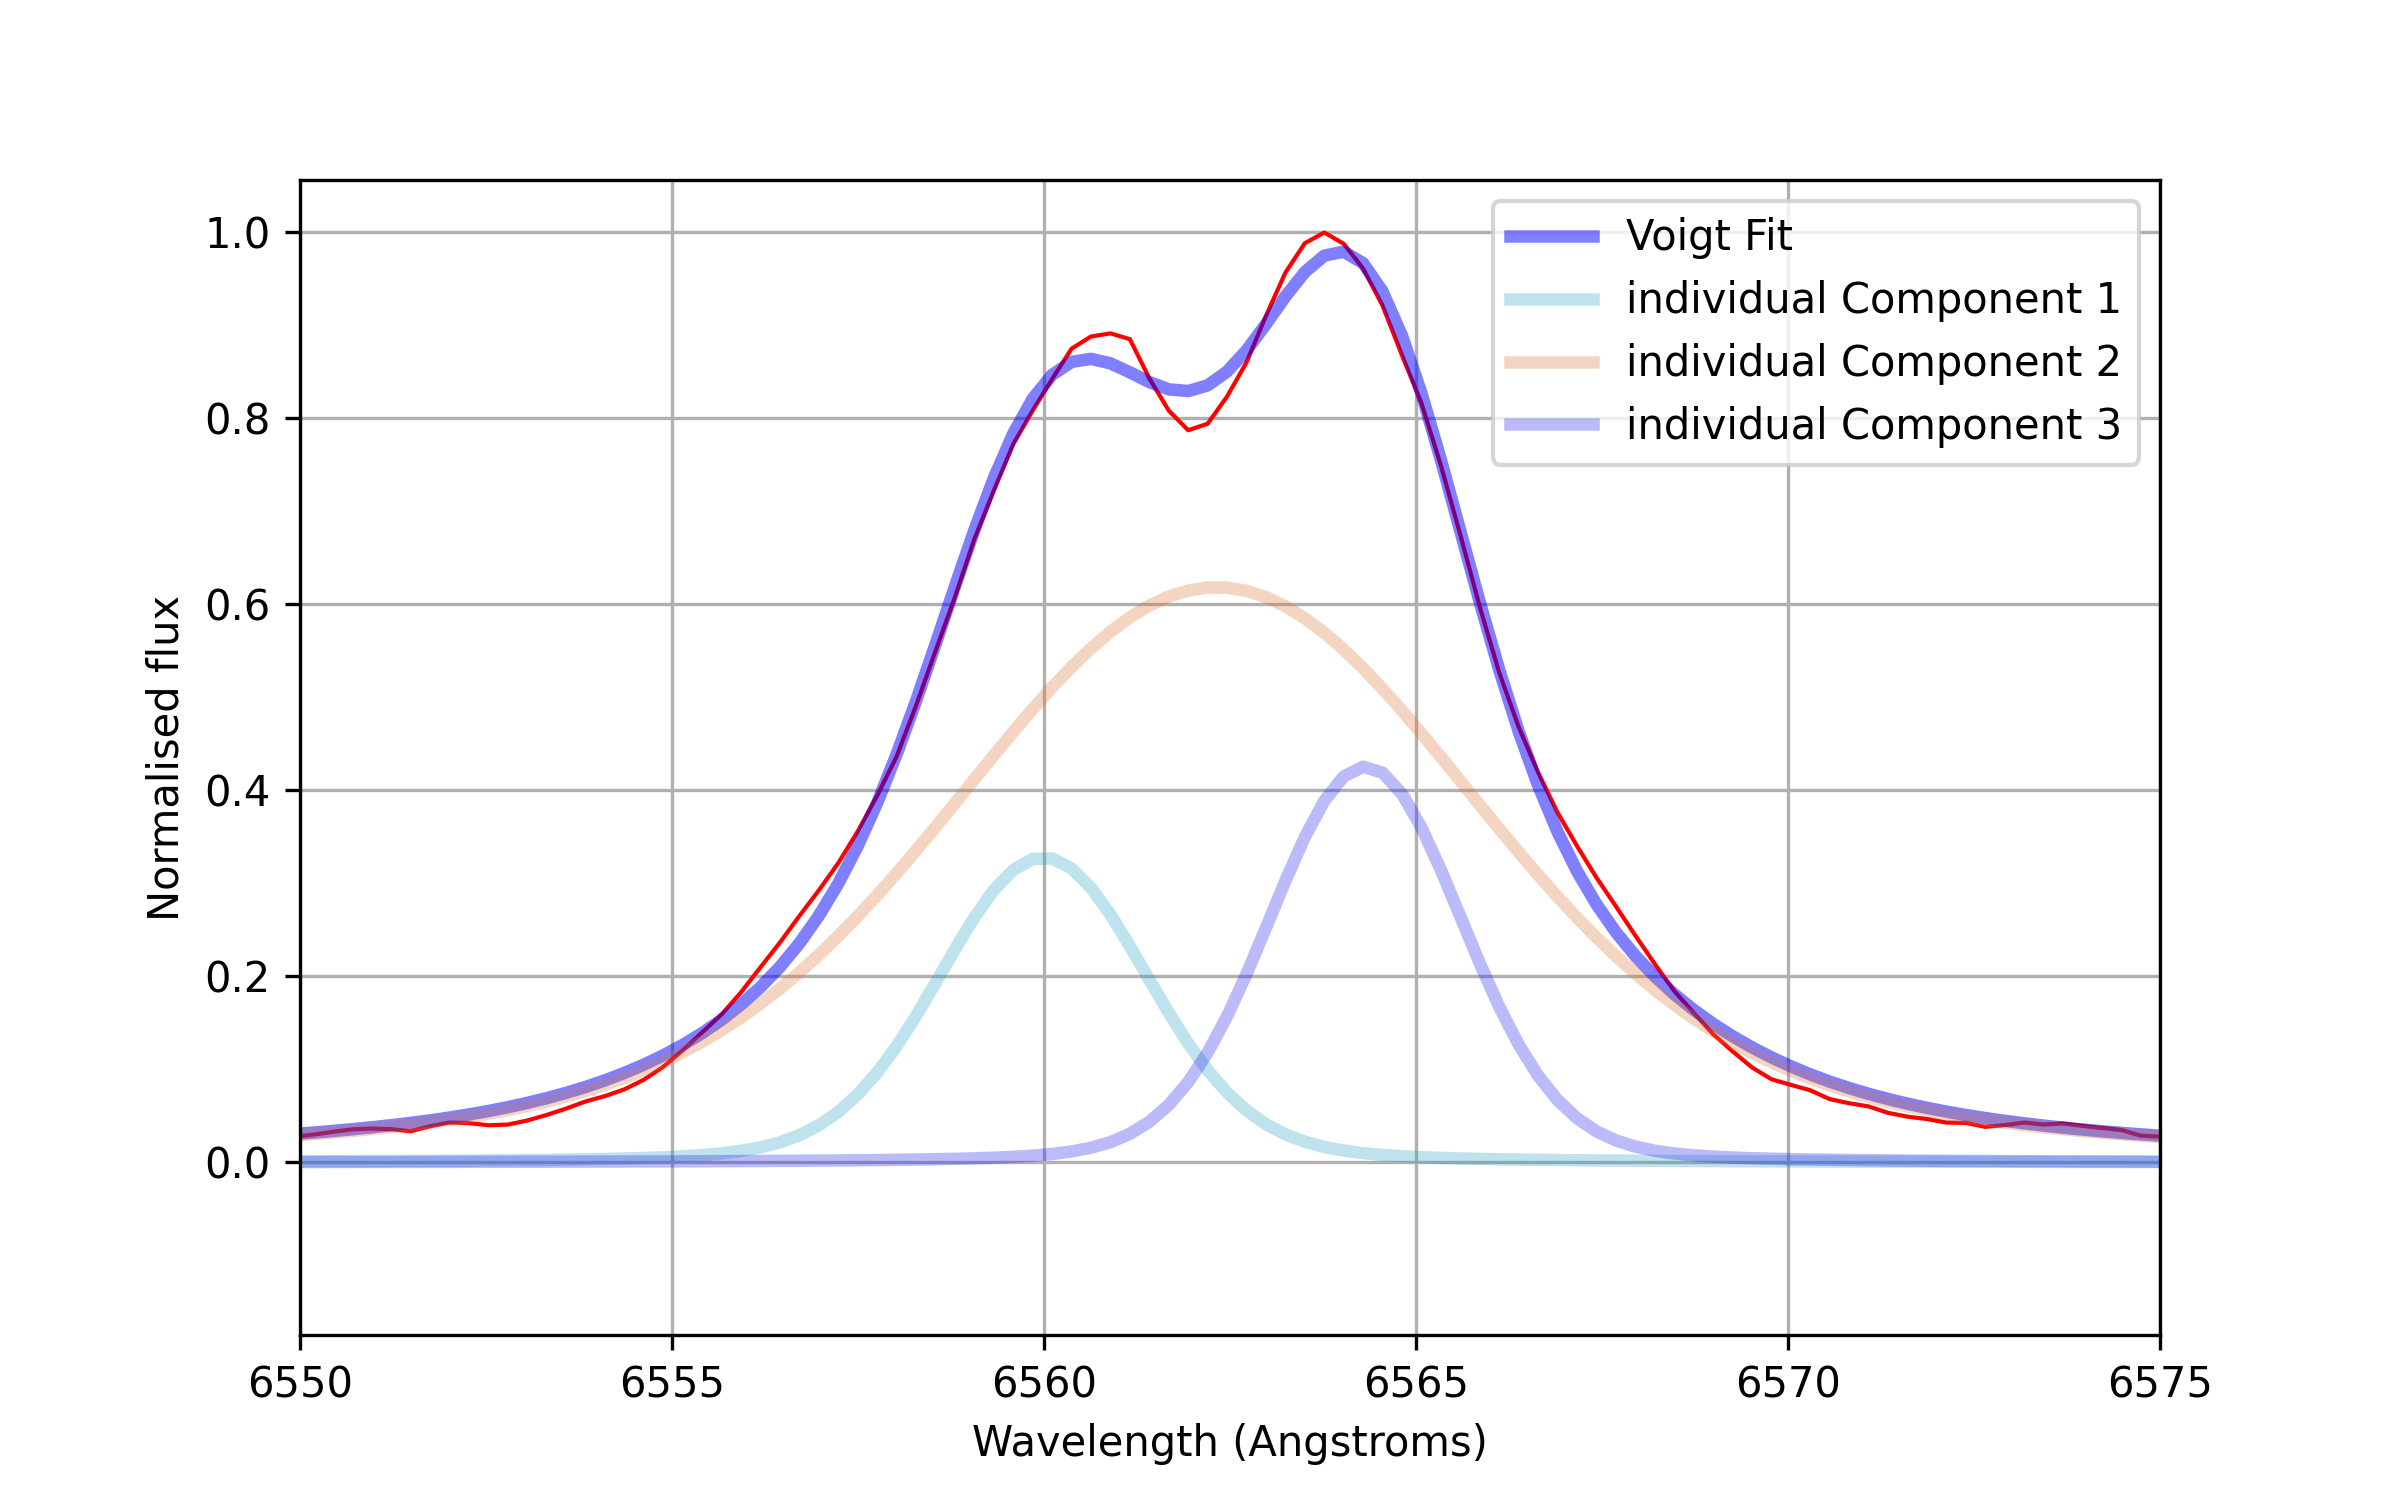 Voigt Fit
individual Component 1
individual Component 2
individual Component 3
Normalised flux
1.0
0.8
0.6
0.4
0.2
0.0
6550 6555 6560 6565 6570 6575
Wavelength (Angstroms)